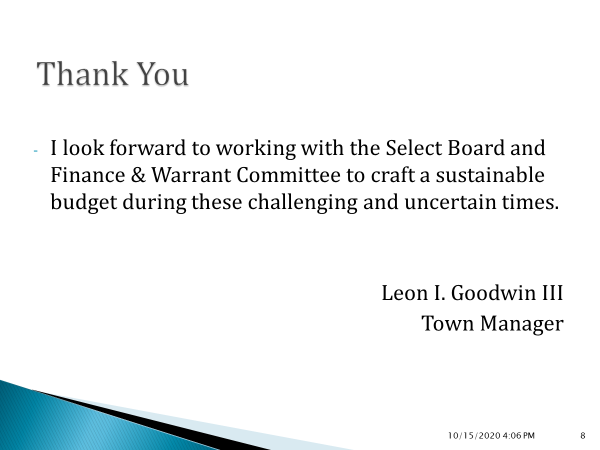 Thank You
- I look forward to working with the Select Board and
Finance & Warrant Committee to craft a sustainable
budget during these challenging and uncertain times.
Leon I. Goodwin III
Town Manager
10/15/2020 4:06 PM 8